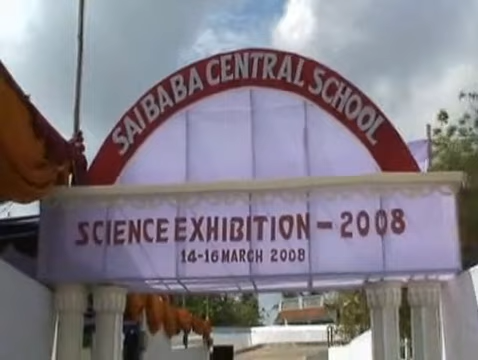 SAIBABA CENTRAL SCHOOL
SCIENCE EXHIBITION - 2008
14-16 MARCH 2008